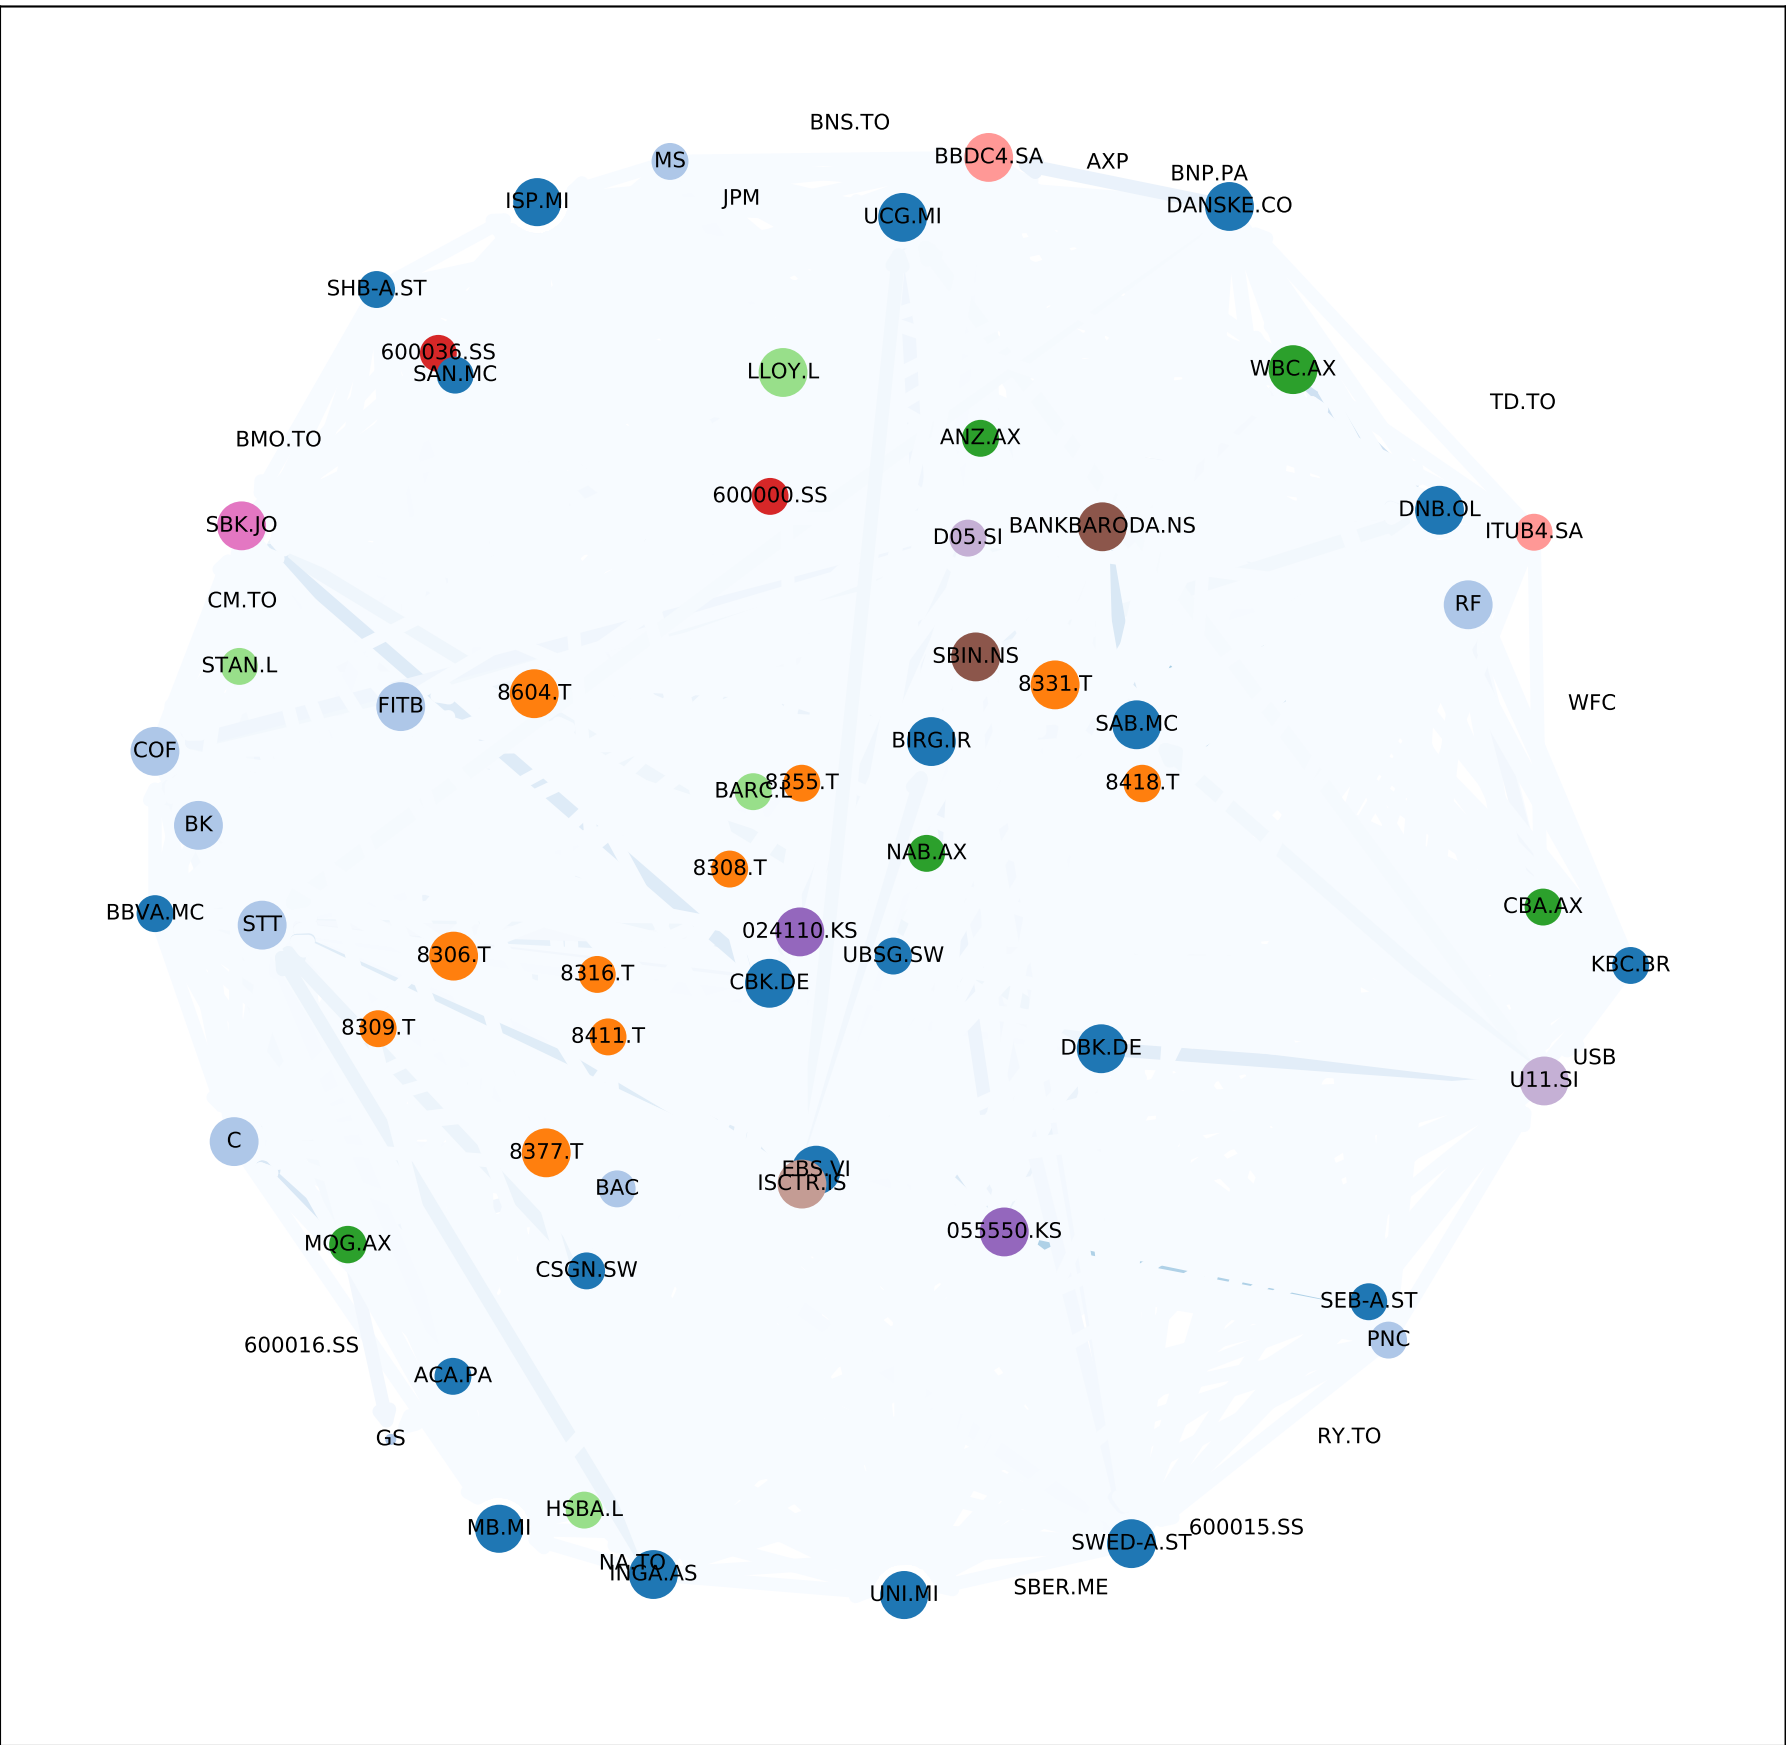 BNS.TO
MS
BBDC4.SA
AXP
BNP.PA
ISP.MI
JPM
UCG.MI
DANSKE.CO
SHB-A.ST
600036.SS
SAN.MC
LLOY.L
WBC.AX
TD.TO
BMO.TO
ANZ.AX
600000.SS
SBK.JO
D05.SI
BANKBARODA.NS
DNB.OL
ITUB4.SA
CM.TO
RF
STAN.L
SBIN.NS
8331.T
FITB
8604.T
WFC
COF
BIRG.IR
SAB.MC
BARC.L
8355.T
8418.T
BK
8308.T
NAB.AX
BBVA.MC
STT
024110.KS
CBA.AX
8306.T
8316.T
CBK.DE
UBSG.SW
KBC.BR
8309.T
8411.T
DBK.DE
USB
U11.SI
C
8377.T
BAC
EBS.VI
ISCTR.IS
MQG.AX
CSGN.SW
055550.KS
SEB-A.ST
PNC
600016.SS
ACA.PA
GS
RY.TO
HSBA.L
MB.MI
600015.SS
SWED-A.ST
NA.TO
INGA.AS
UNI.MI
SBER.ME